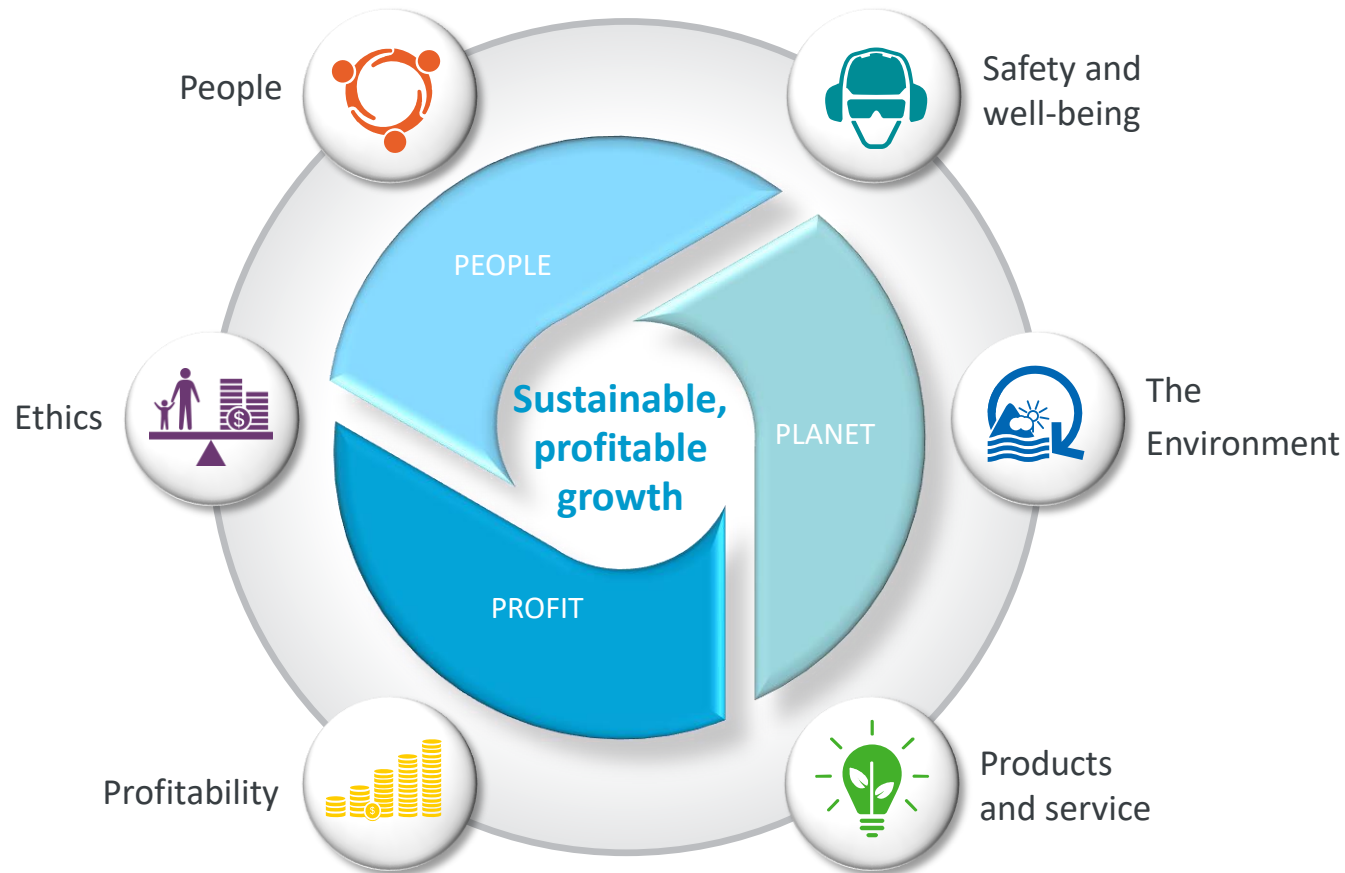 People
Safety and
well-being
PEOPLE
Sustainable,
profitable
growth
PLANET
Ethics
$
The
Environment
PROFIT
Profitability
$
Products
and service